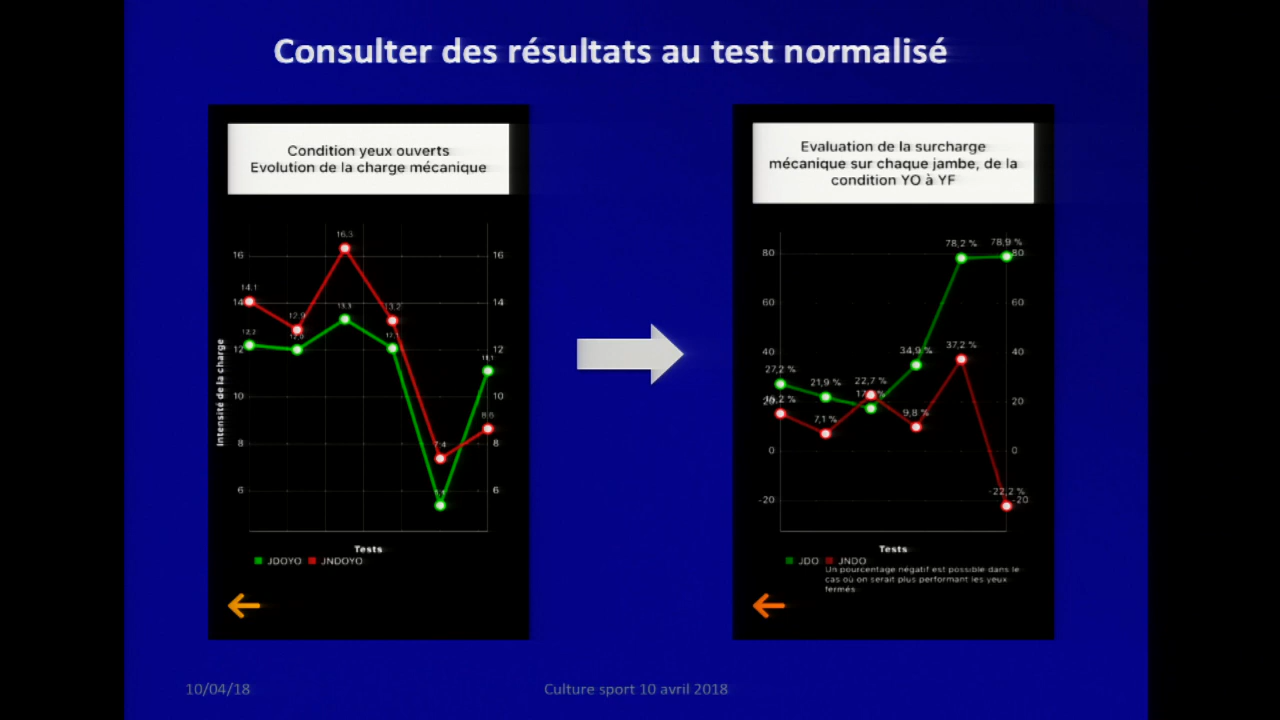 Consulter des résultats au test normalisé
Condition yeux ouverts
Evolution de la charge mécanique
16.3
16
16
14.1
14
14
12.9
13.3
13.2
12.2
12
12
Intensité de la charge
11.1
10
10
8.6
8
8
7.4
6
6
Tests
JDOYO
JNDOYO
Evaluation de la surcharge
mécanique sur chaque jambe, de la
condition YO à YF
78,2 %
78,9 %
80
80
60
60
40
40
34,9 %
37,2 %
27,2 %
21,9 %
22,7 %
20
20
7,1 %
9,8 %
0
0
-22,2 %
-20
-20
Tests
JDO
JNDO
Un pourcentage négatif est possible dans le
cas où on serait plus performant les yeux
fermés
10/04/18
Culture sport 10 avril 2018